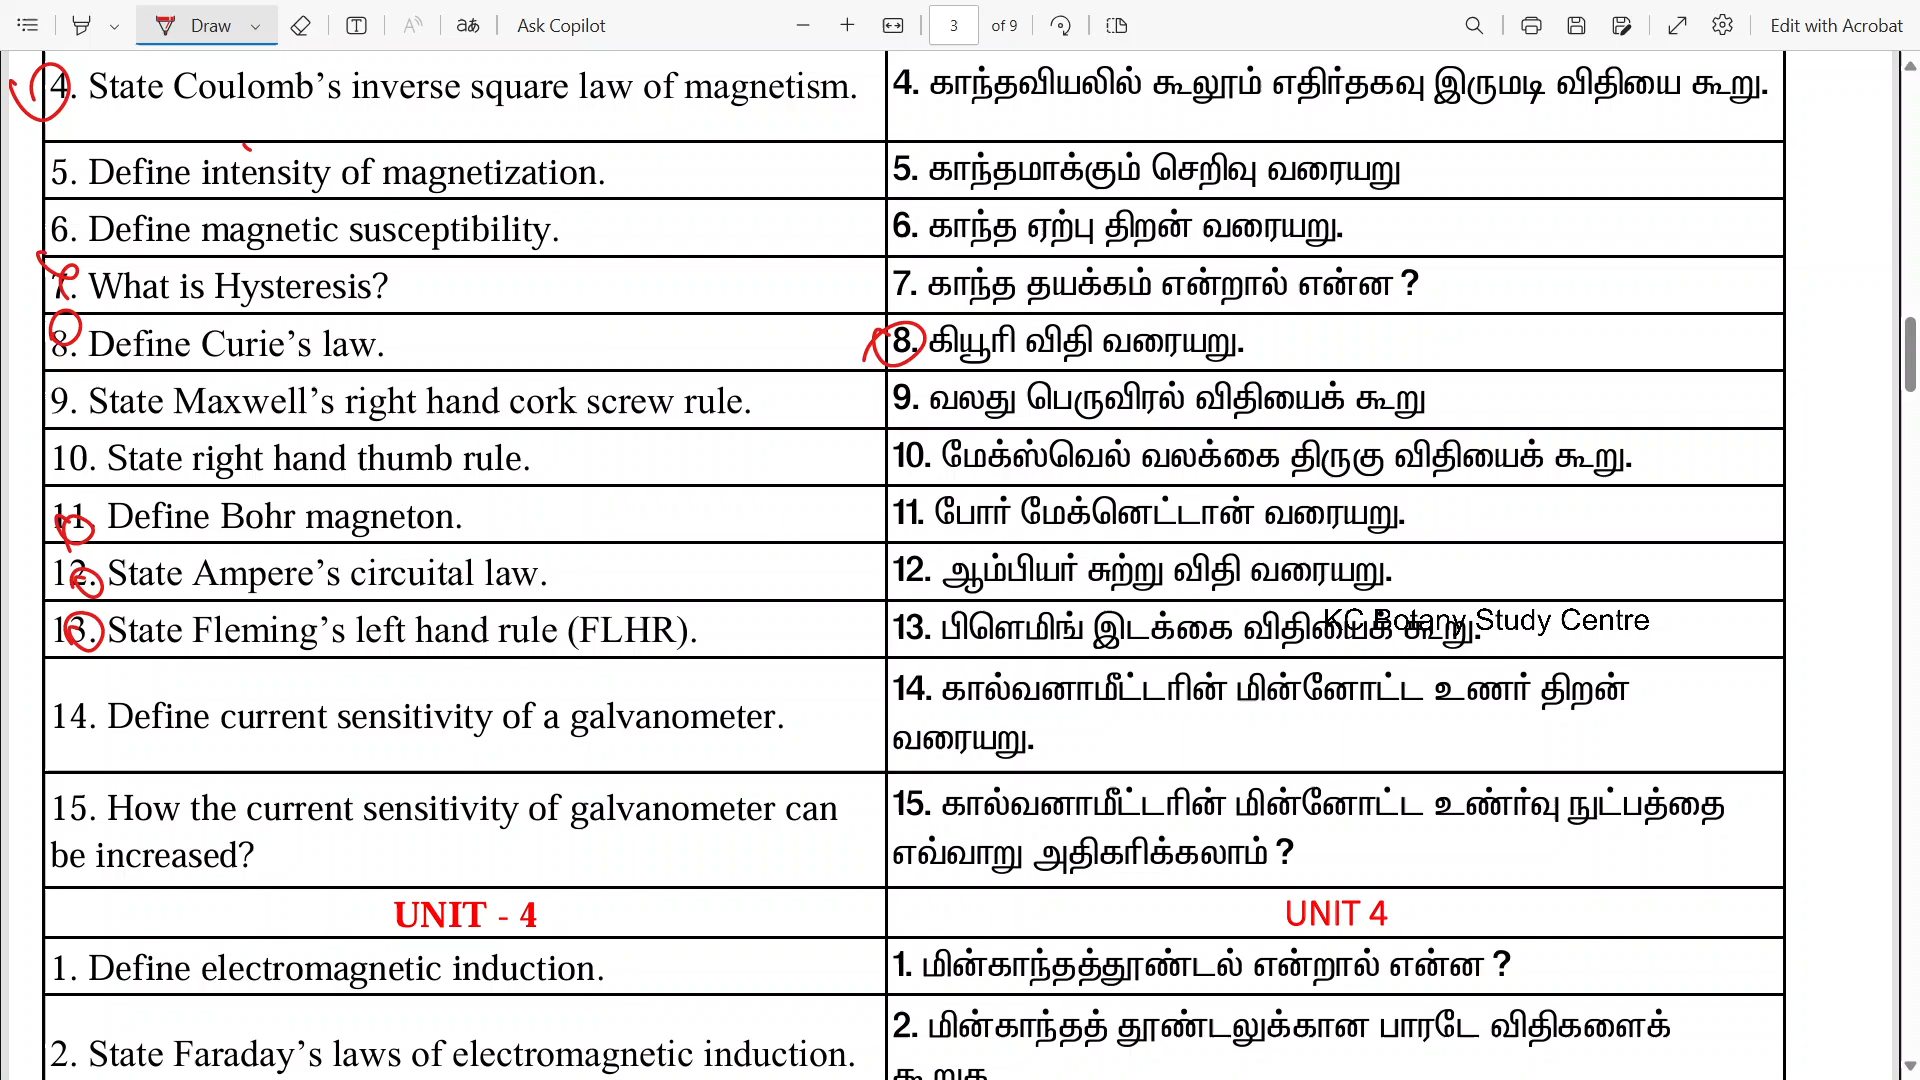 Draw
Ask Copilot
3 of 9
Edit with Acrobat
4. State Coulomb’s inverse square law of magnetism.
4. காந்தவியலில் கூலூம் எதிர்தகவு இருமடி விதியை கூறு.
5. Define intensity of magnetization.
5. காந்தமாக்கும் செறிவு வரையறு
6. Define magnetic susceptibility.
6. காந்த ஏற்பு திறன் வரையறு.
7. What is Hysteresis?
7. காந்த தயக்கம் என்றால் என்ன ?
8. Define Curie’s law.
8. கியூரி விதி வரையறு.
9. State Maxwell’s right hand cork screw rule.
9. வலது பெருவிரல் விதியைக் கூறு
10. State right hand thumb rule.
10. மேக்ஸ்வெல் வலக்கை திருகு விதியைக் கூறு.
11. Define Bohr magneton.
11. போர் மேக்னெட்டான் வரையறு.
12. State Ampere’s circuital law.
12. ஆம்பியர் சுற்று விதி வரையறு.
13. State Fleming’s left hand rule (FLHR).
13. பிளெமிங் இடக்கை விதியைக் கூறு.
KC Botany Study Centre
14. Define current sensitivity of a galvanometer.
14. கால்வனாமீட்டரின் மின்னோட்ட உணர் திறன்
வரையறு.
15. How the current sensitivity of galvanometer can
be increased?
15. கால்வனாமீட்டரின் மின்னோட்ட உண்ர்வு நுட்பத்தை
எவ்வாறு அதிகரிக்கலாம் ?
UNIT - 4
UNIT 4
1. Define electromagnetic induction.
1. மின்காந்தத்தூண்டல் என்றால் என்ன ?
2. State Faraday’s laws of electromagnetic induction.
2. மின்காந்தத் தூண்டலுக்கான பாரடே விதிகளைக்